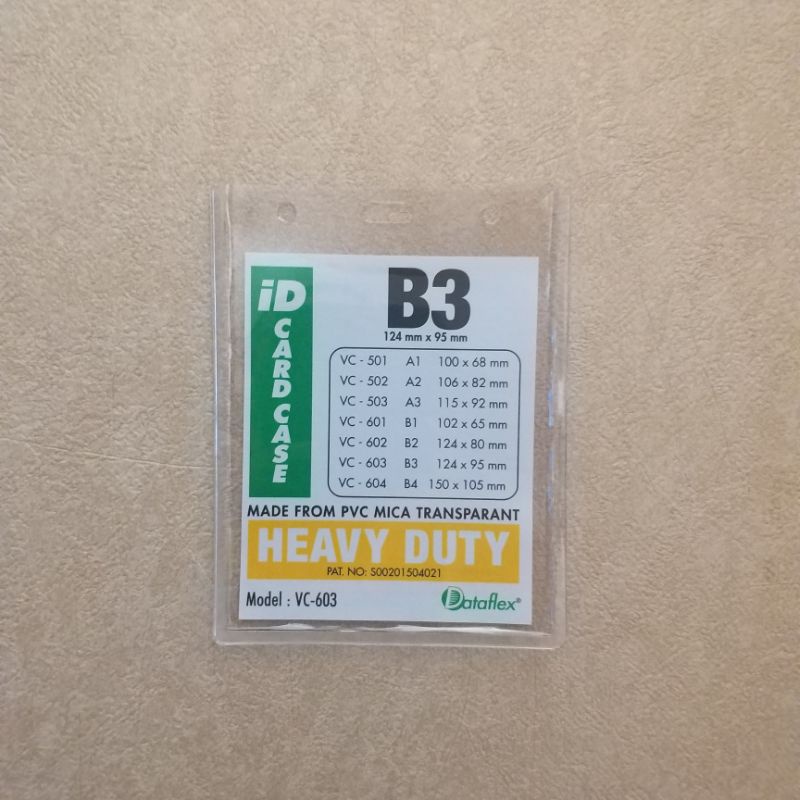 iD CARD CASE
B3
124 mm x 95 mm
VC - 501 A1 100 x 68 mm
VC - 502 A2 106 x 82 mm
VC - 503 A3 115 x 92 mm
VC - 601 B1 102 x 65 mm
VC - 602 B2 124 x 80 mm
VC - 603 B3 124 x 95 mm
VC - 604 B4 150 x 105 mm
MADE FROM PVC MICA TRANSPARANT
HEAVY DUTY
PAT. NO: S00201504021
Model : VC-603
Dataflex®